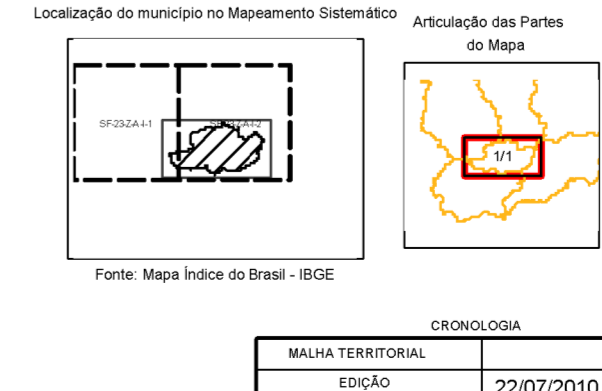 Localização do município no Mapeamento Sistemático
Articulação das Partes
do Mapa
SF-23-Z-A-I-1
1/1
Fonte: Mapa Índice do Brasil - IBGE
CRONOLOGIA
MALHA TERRITORIAL
EDIÇÃO
22/07/2010